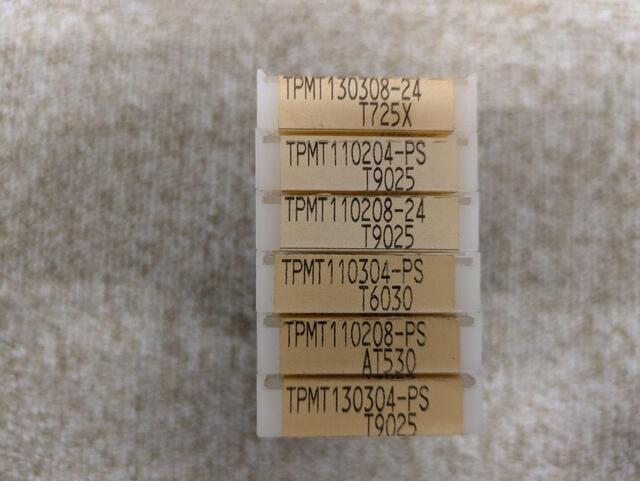 TPMT130308-24
T725X
TPMT110204-PS
T9025
TPMT110208-24
T9025
TPMT110304-PS
T6030
TPMT110208-PS
AT530
TPMT130304-PS
T9025